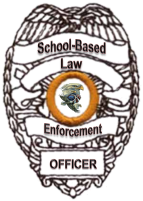 School-Based
Law
Enforcement
OFFICER